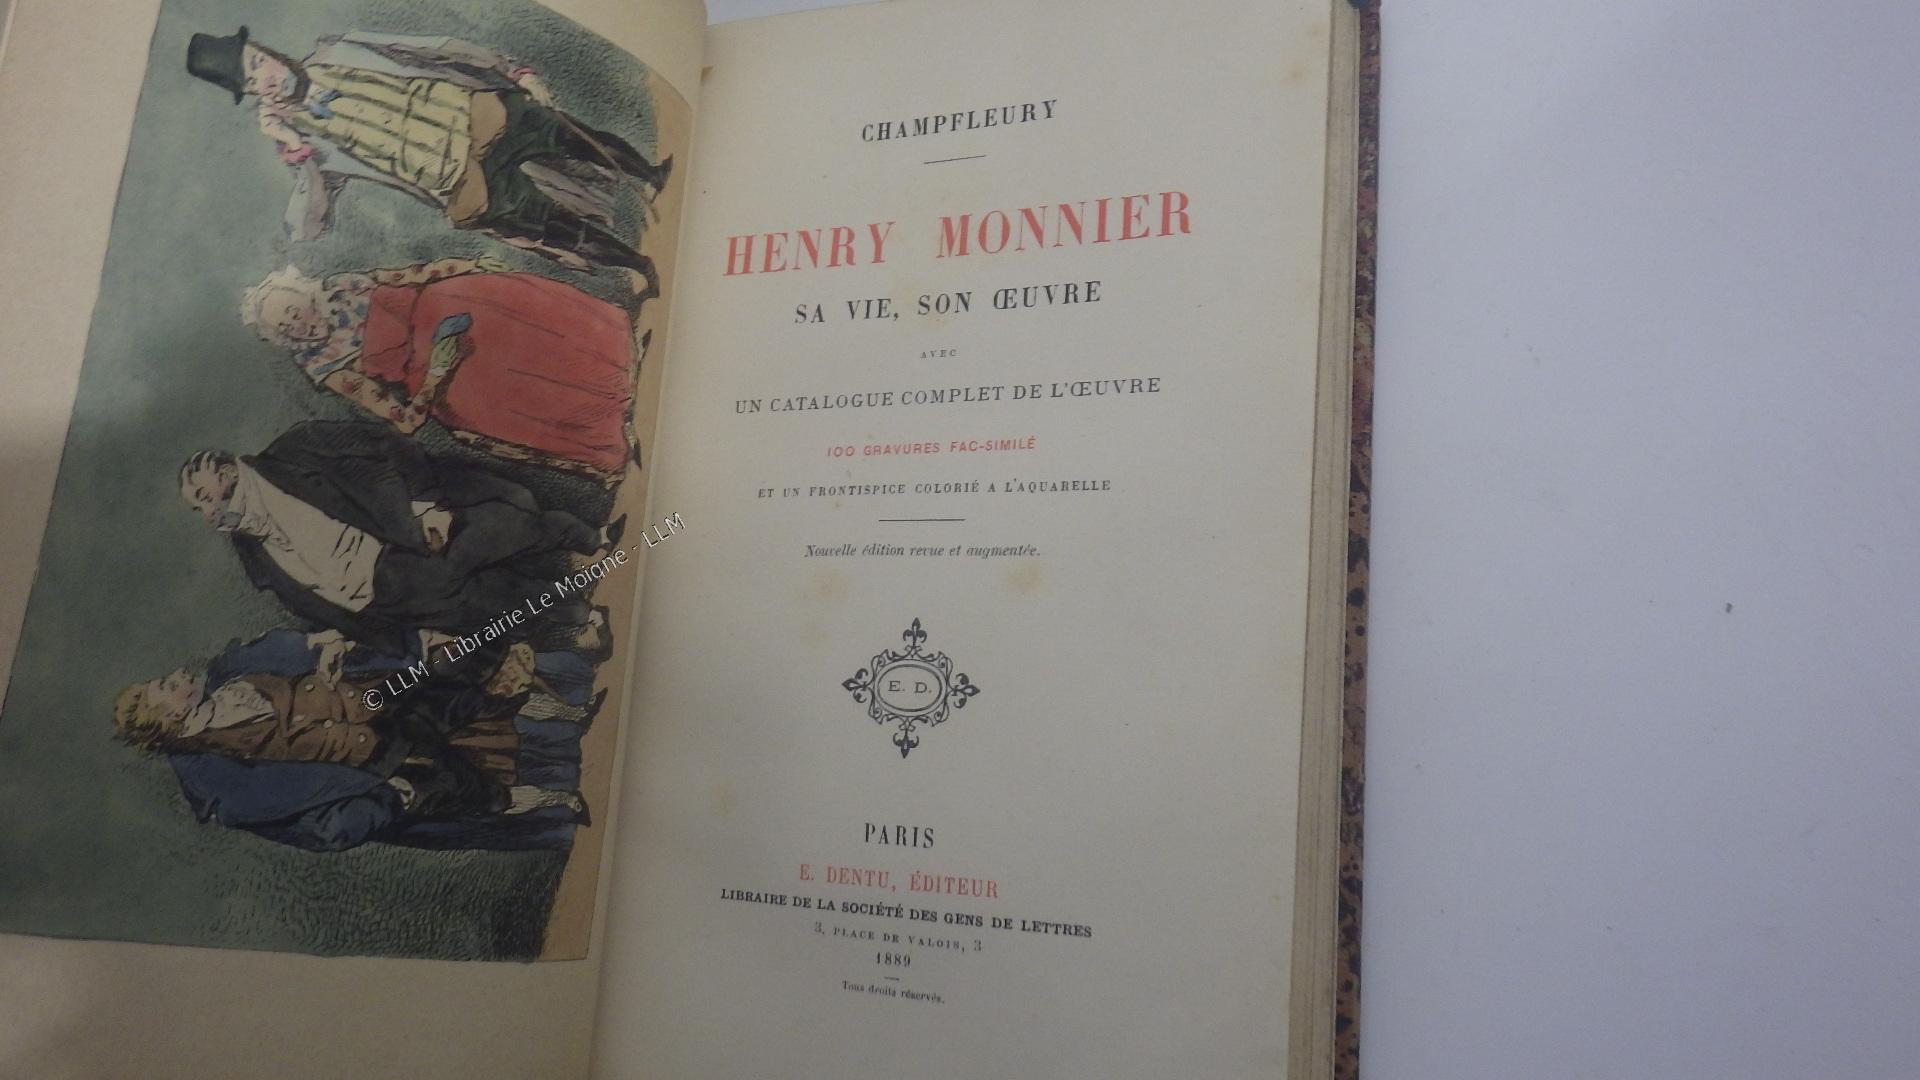 CHAMPFLEURY
HENRY MONNIER
SA VIE, SON ŒUVRE
AVEC
UN CATALOGUE COMPLET DE L'ŒUVRE
100 GRAVURES FAC-SIMILÉ
ET UN FRONTISPICE COLORIÉ A L'AQUARELLE
Nouvelle édition revue et augmentée.
E. D.
PARIS
E. DENTU, ÉDITEUR
LIBRAIRE DE LA SOCIÉTÉ DES GENS DE LETTRES
3, PLACE DE VALOIS, 3
1889
Tous droits réservés.
© LLM - Librairie Le Moigne - LLM